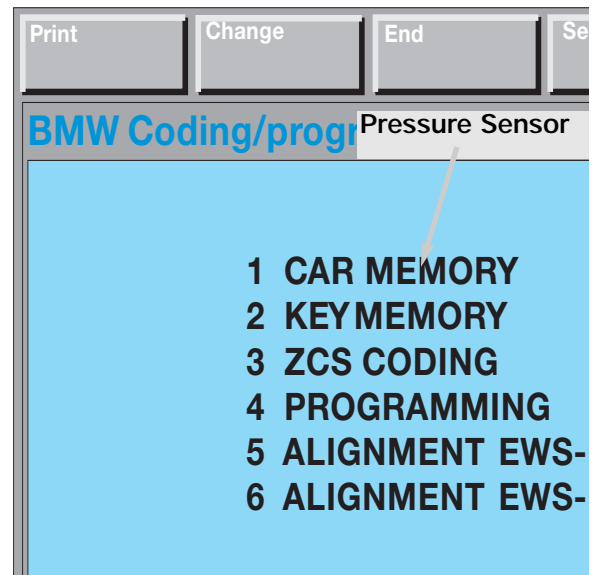 Print Change End Se
BMW Coding/progr Pressure Sensor
1 CAR MEMORY
2 KEY MEMORY
3 ZCS CODING
4 PROGRAMMING
5 ALIGNMENT EWS-
6 ALIGNMENT EWS-